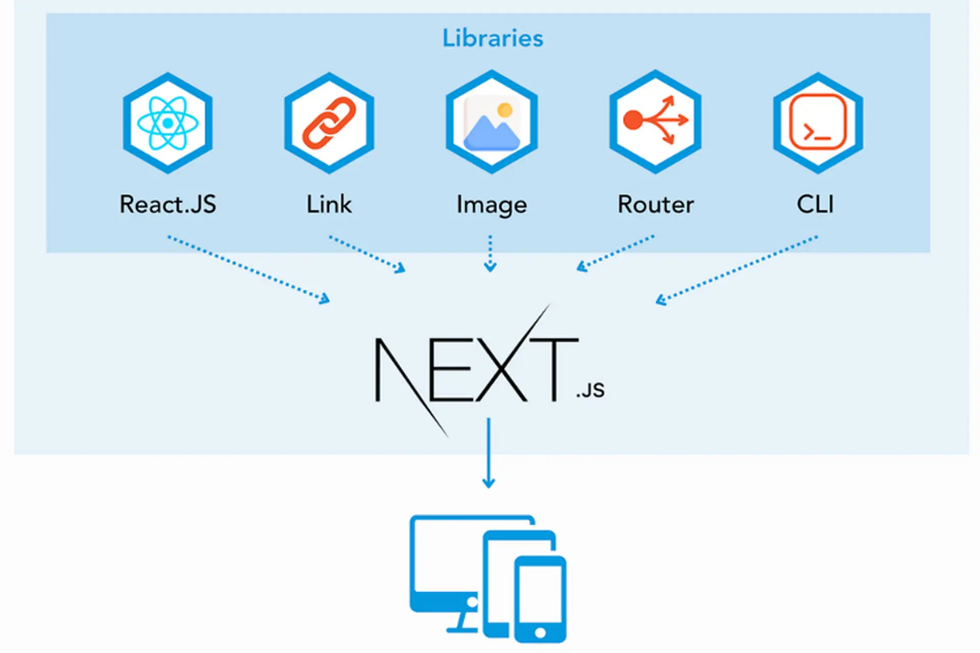 Libraries
React.JS
Link
Image
Router
CLI
>_
NEXT.JS